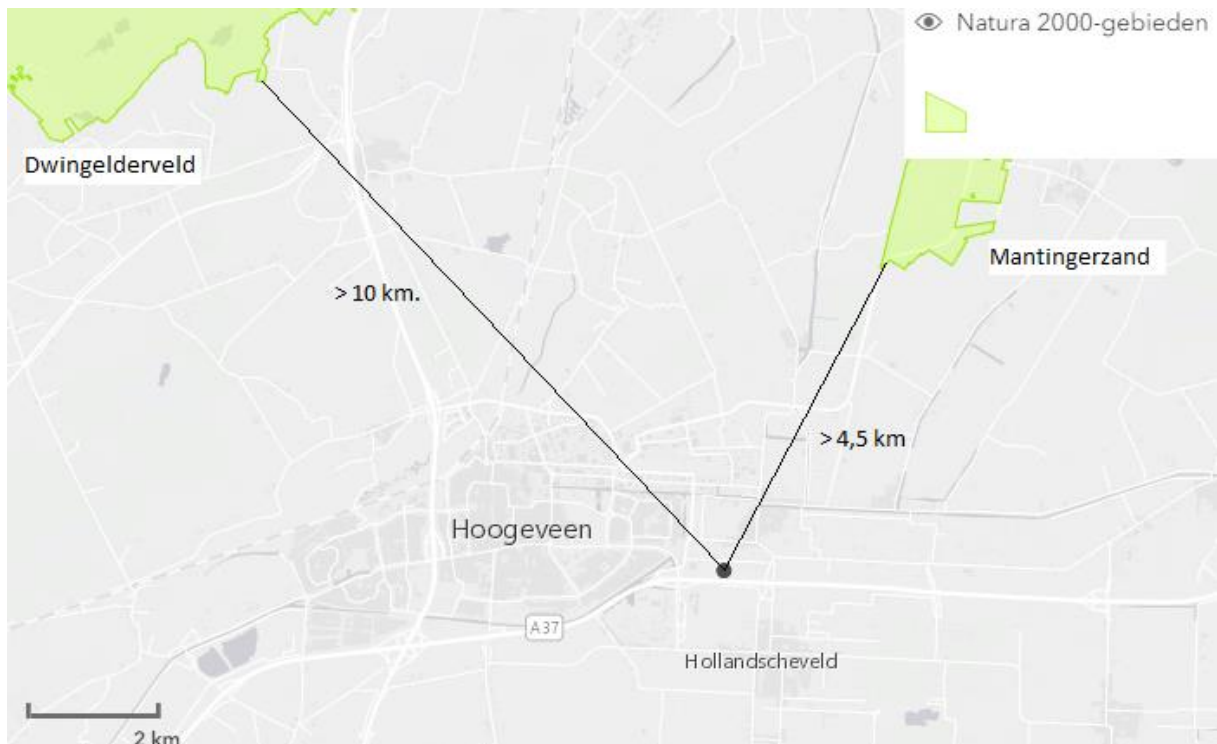 Natura 2000-gebieden
Dwingelderveld
Mantingerzand
> 10 km.
> 4,5 km
Hoogeveen
A37
Hollandscheveld
2 km